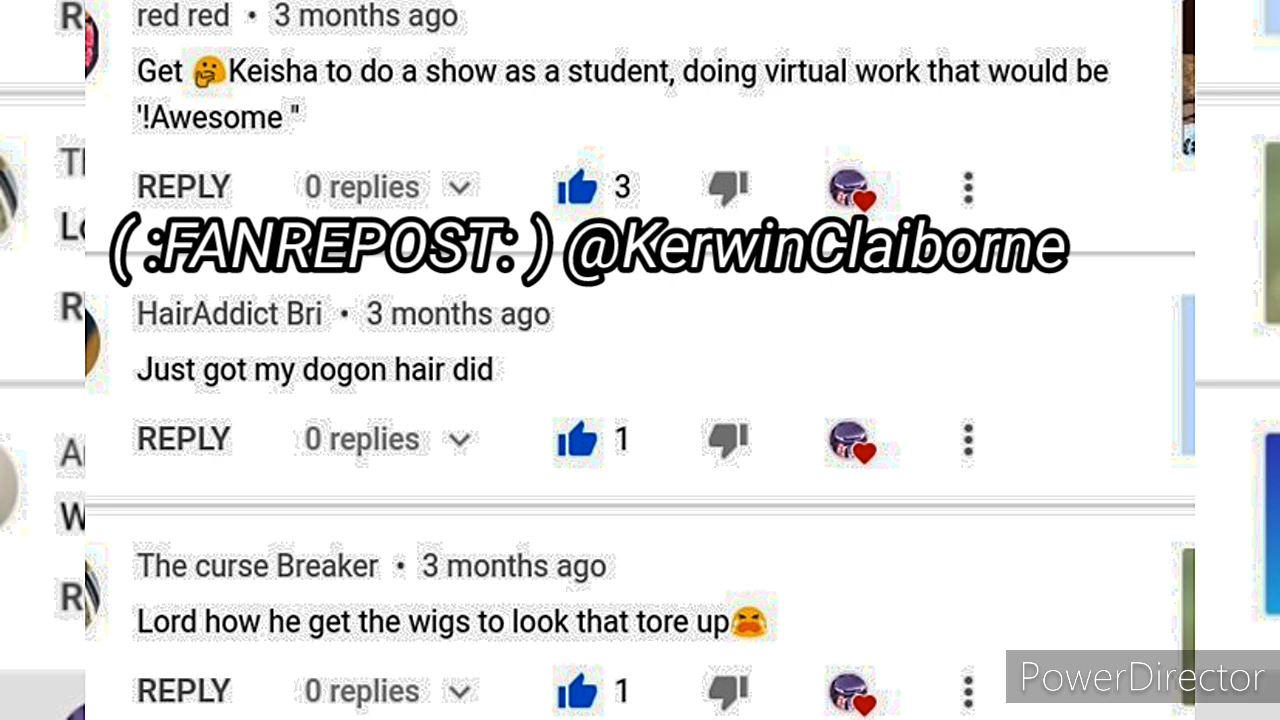 red red • 3 months ago
Get 🤔Keisha to do a show as a student, doing virtual work that would be
'!Awesome "
REPLY 0 replies 3
( :FANREPOST: ) @KerwinClaiborne
HairAddict Bri • 3 months ago
Just got my dogon hair did
REPLY 0 replies 1
The curse Breaker • 3 months ago
Lord how he get the wigs to look that tore up😫
REPLY 0 replies 1
PowerDirector